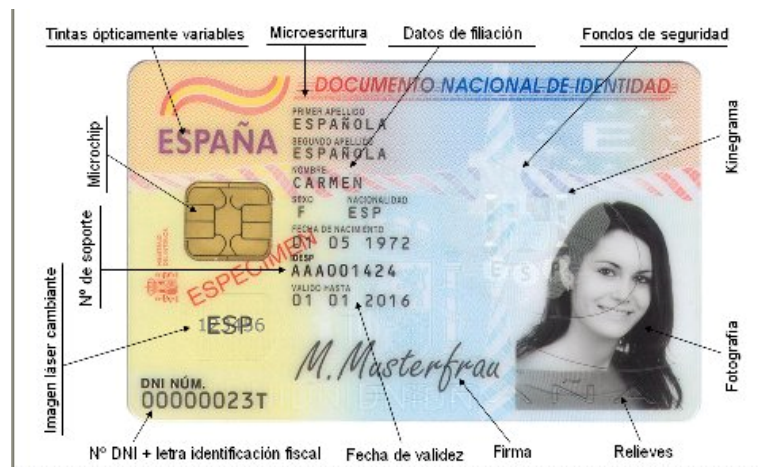 Tintas ópticamente variables
Microescritura
Datos de filiación
Fondos de seguridad
DOCUMENTO NACIONAL DE IDENTIDAD
ESPAÑA
PRIMER APELLIDO
ESPAÑOLA
SEGUNDO APELLIDO
ESPAÑOLA
NOMBRE
CARMEN
SEXO NACIONALIDAD
F ESP
FECHA DE NACIMIENTO
01 05 1972
IDESP
AAA001424
VALIDO HASTA
01 01 2016
ESPECIMEN
ESP
M. Musterfrau
DNI NÚM.
00000023T
E S P
Microchip
Nº de soporte
Imagen láser cambiante
Kinegrama
Fotografía
Nº DNI + letra identificación fiscal
Fecha de validez
Firma
Relieves